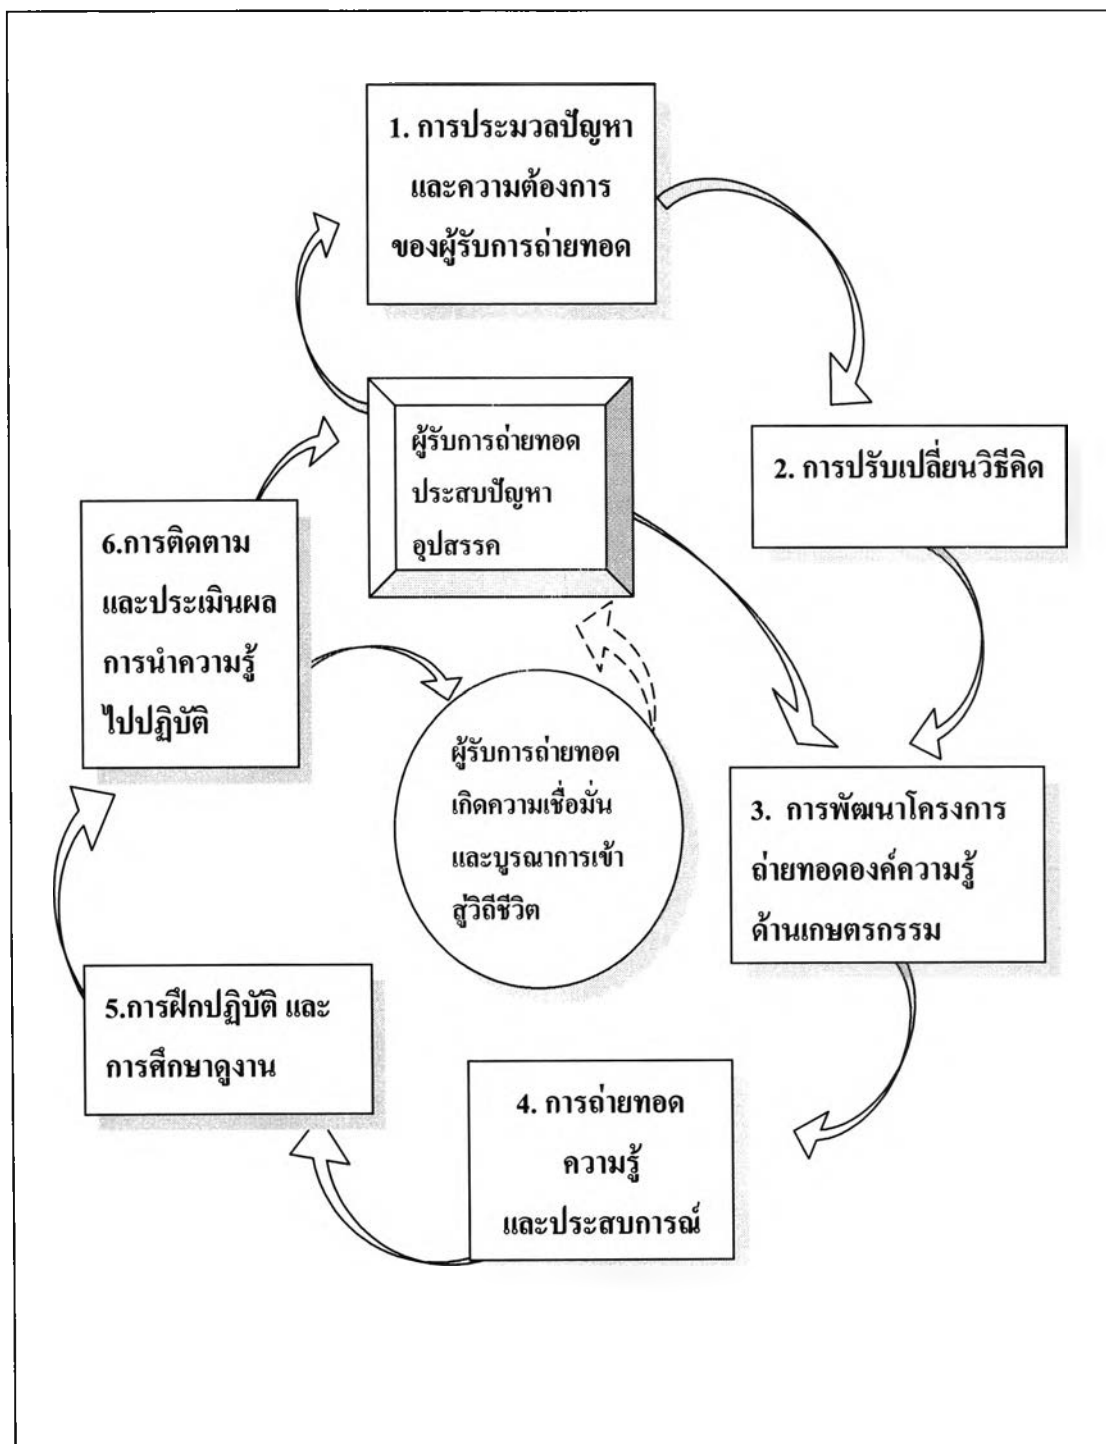 1. การประมวลปัญหา
และความต้องการ
ของผู้รับการถ่ายทอด
2. การปรับเปลี่ยนวิธีคิด
ผู้รับการถ่ายทอด
ประสบปัญหา
อุปสรรค
6.การติดตาม
และประเมินผล
การนำความรู้
ไปปฏิบัติ
ผู้รับการถ่ายทอด
เกิดความเชื่อมั่น
และบูรณาการเข้า
สู่วิถีชีวิต
3. การพัฒนาโครงการ
ถ่ายทอดองค์ความรู้
ด้านเกษตรกรรม
5.การฝึกปฏิบัติ และ
การศึกษาดูงาน
4. การถ่ายทอด
ความรู้
และประสบการณ์